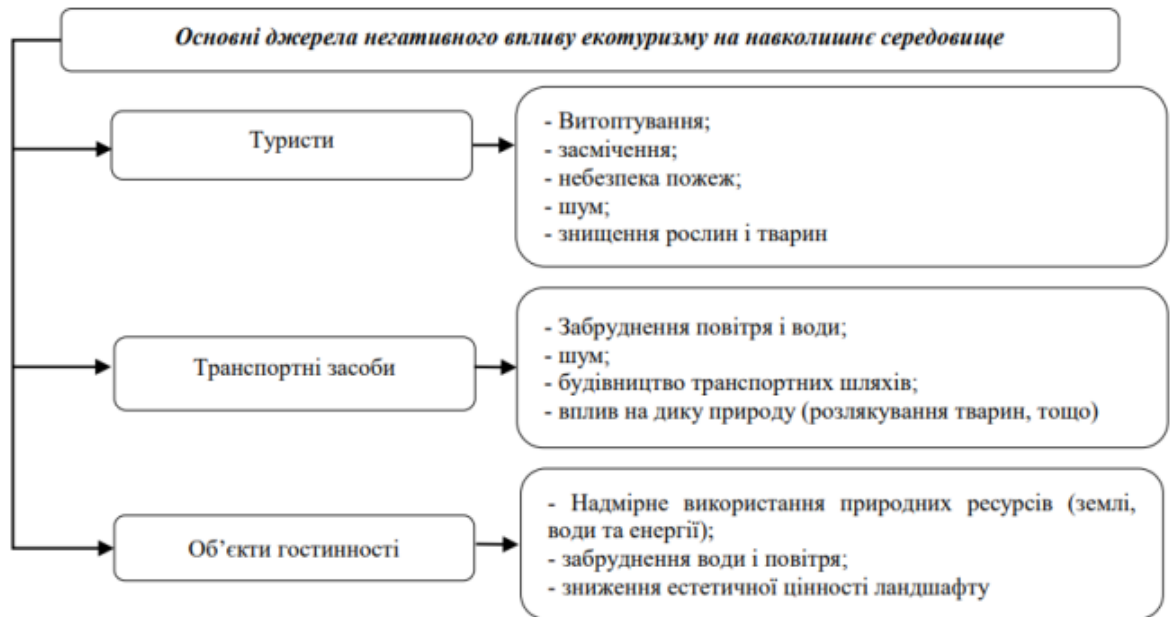 Основні джерела негативного впливу екотуризму на навколишнє середовище
Туристи
- Витоптування;
- засмічення;
- небезпека пожеж;
- шум;
- знищення рослин і тварин
Транспортні засоби
- Забруднення повітря і води;
- шум;
- будівництво транспортних шляхів;
- вплив на дику природу (розлякування тварин, тощо)
Об’єкти гостинності
- Надмірне використання природних ресурсів (землі,
води та енергії);
- забруднення води і повітря;
- зниження естетичної цінності ландшафту